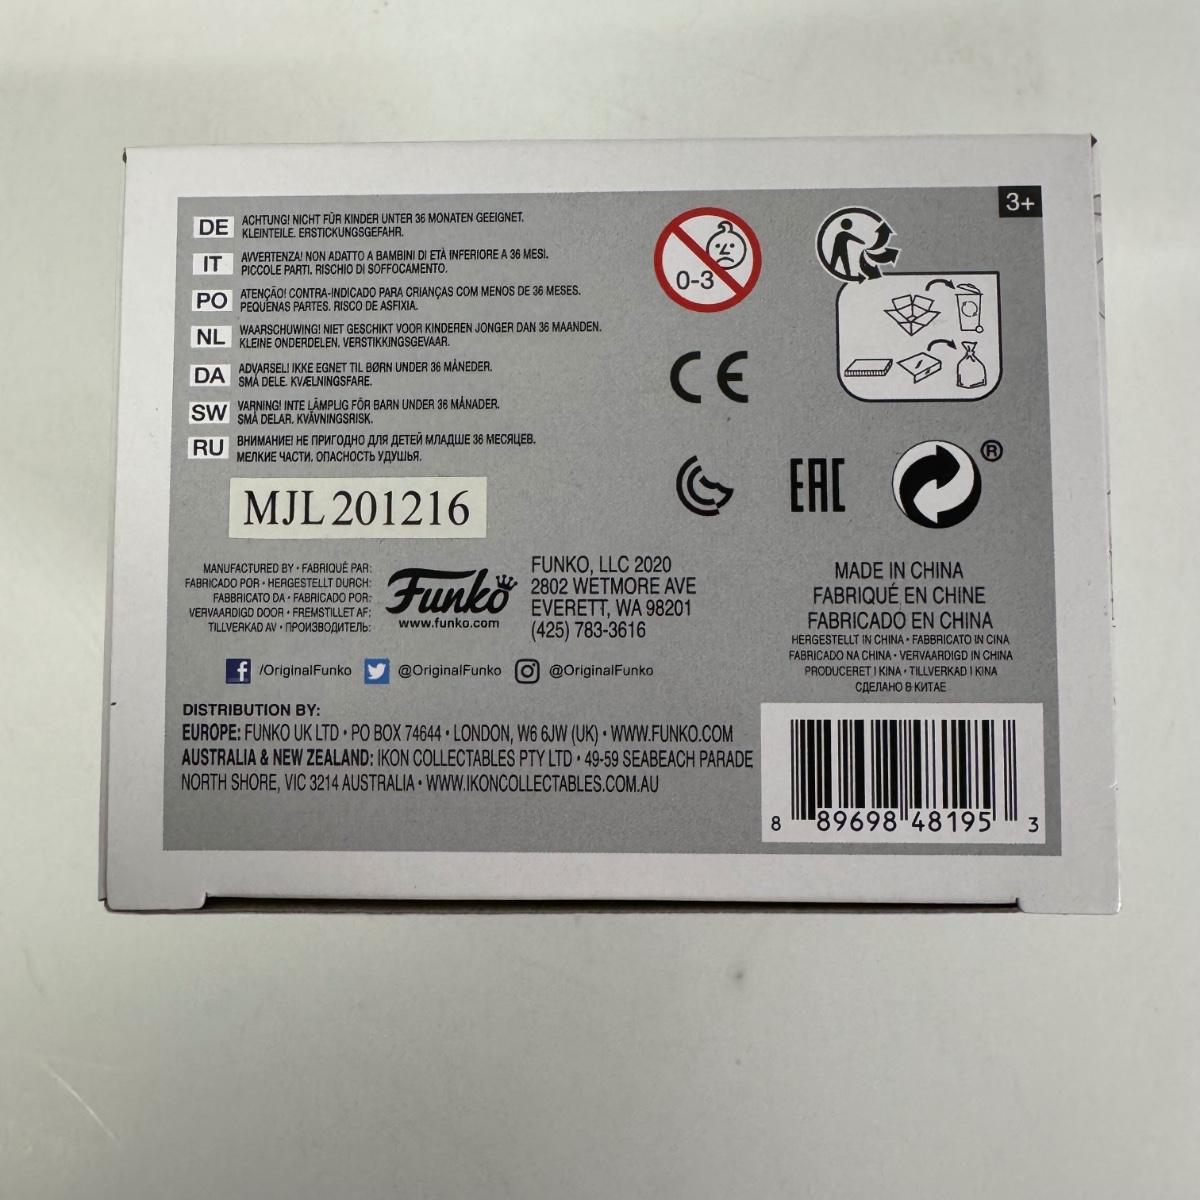 3+
DE ACHTUNG! NICHT FÜR KINDER UNTER 36 MONATEN GEEIGNET.
KLEINTEILE. ERSTICKUNGSGEFAHR.
IT AVVERTENZA! NON ADATTO A BAMBINI DI ETÀ INFERIORE A 36 MESI.
PICCOLE PARTI. RISCHIO DI SOFFOCAMENTO.
PO ATENÇÃO! CONTRA-INDICADO PARA CRIANÇAS COM MENOS DE 36 MESES.
PEQUENAS PARTES. RISCO DE ASFIXIA.
NL WAARSCHUWING! NIET GESCHIKT VOOR KINDEREN JONGER DAN 36 MAANDEN.
KLEINE ONDERDELEN. VERSTIKKINGSGEVAAR.
DA ADVARSEL! IKKE EGNET TIL BØRN UNDER 36 MÅNEDER.
SMÅ DELE. KVÆLNINGSFARE.
SW VARNING! INTE LÄMPLIG FÖR BARN UNDER 36 MÅNADER.
SMÅ DELAR. KVÄVNINGSRISK.
RU ВНИМАНИЕ! НЕ ПРИГОДНО ДЛЯ ДЕТЕЙ МЛАДШЕ 36 МЕСЯЦЕВ.
МЕЛКИЕ ЧАСТИ. ОПАСНОСТЬ УДУШЬЯ.
0-3
CE
EAC
®
MJL201216
MANUFACTURED BY • FABRIQUÉ PAR:
FABRICADO POR • HERGESTELLT DURCH:
FABBRICATO DA • FABRICADO POR:
VERVAARDIGD DOOR • FREMSTILLET AF:
TILLVERKAD AV • ПРОИЗВОДИТЕЛЬ:
Funko
www.funko.com
FUNKO, LLC 2020
2802 WETMORE AVE
EVERETT, WA 98201
(425) 783-3616
MADE IN CHINA
FABRIQUÉ EN CHINE
FABRICADO EN CHINA
HERGESTELLT IN CHINA • FABBRICATO IN CINA
FABRICADO NA CHINA • VERVAARDIGD IN CHINA
PRODUCERET I KINA • TILLVERKAD I KINA
СДЕЛАНО В КИТАЕ
f /OriginalFunko @OriginalFunko @OriginalFunko
DISTRIBUTION BY:
EUROPE: FUNKO UK LTD • PO BOX 74644 • LONDON, W6 6JW (UK) • WWW.FUNKO.COM
AUSTRALIA & NEW ZEALAND: IKON COLLECTABLES PTY LTD • 49-59 SEABEACH PARADE
NORTH SHORE, VIC 3214 AUSTRALIA • WWW.IKONCOLLECTABLES.COM.AU
8 89698 48195 3